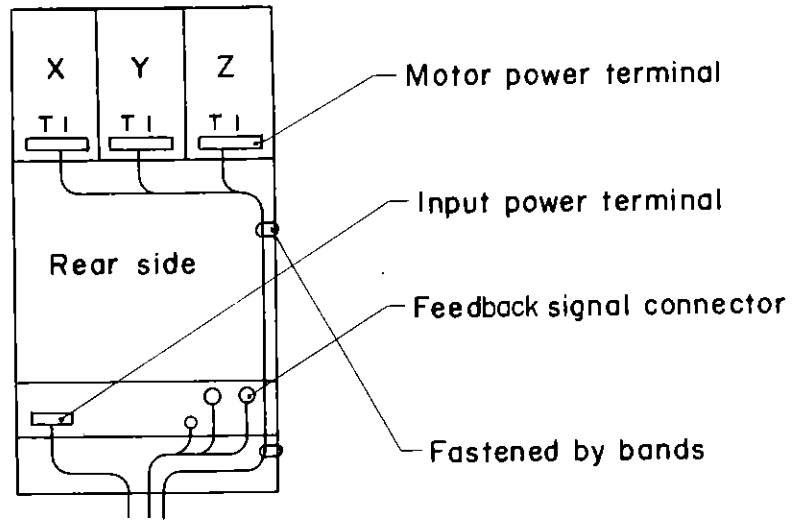 X Y Z
T1 T1 T1
Motor power terminal
Input power terminal
Rear side
Feedback signal connector
Fastened by bands